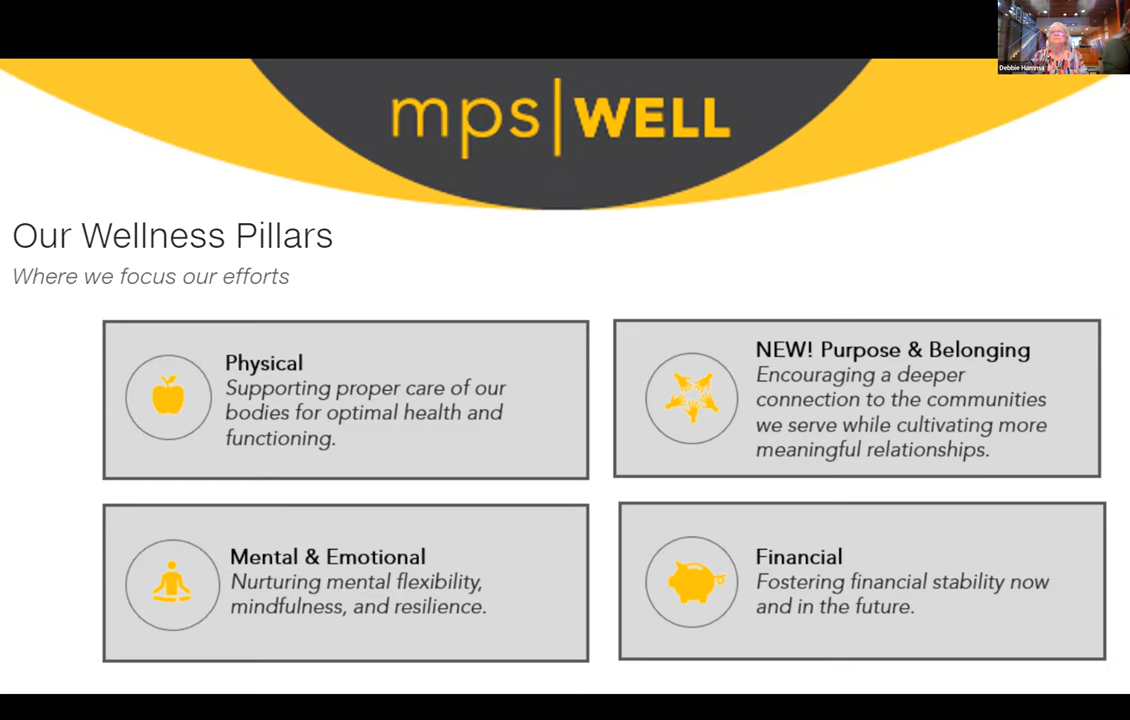 Debbie Hamma
mps|WELL
Our Wellness Pillars
Where we focus our efforts
Physical
Supporting proper care of our
bodies for optimal health and
functioning.
NEW! Purpose & Belonging
Encouraging a deeper
connection to the communities
we serve while cultivating more
meaningful relationships.
Mental & Emotional
Nurturing mental flexibility,
mindfulness, and resilience.
Financial
Fostering financial stability now
and in the future.